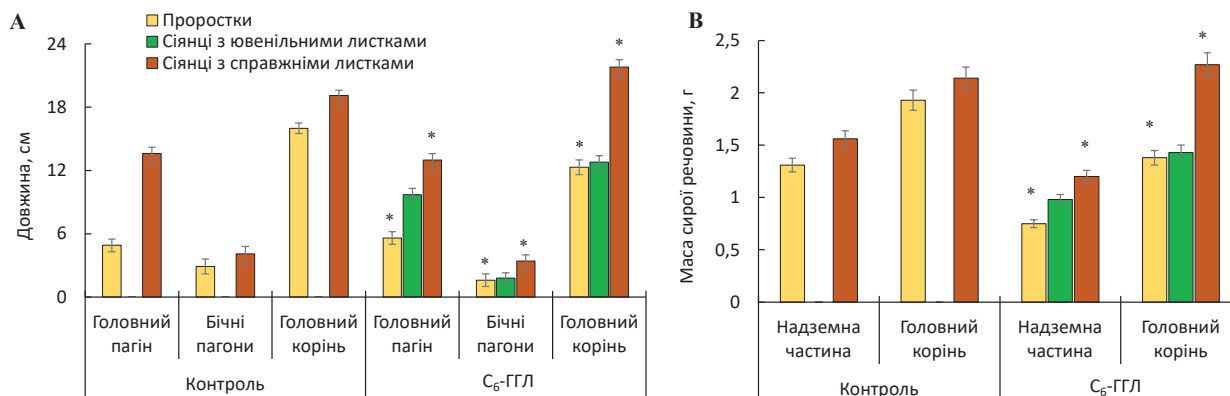 А
Проростки
Сіянці з ювенільними листками
Сіянці з справжніми листками
Довжина, см
24
18
12
6
0
* * * * * *
Головний пагін
Бічні пагони
Головний корінь
Головний пагін
Бічні пагони
Головний корінь
Контроль
C₆-ГГЛ
В
Маса сирої речовини, г
2,5
2
1,5
1
0,5
0
* * * *
Надземна частина
Головний корінь
Надземна частина
Головний корінь
Контроль
C₆-ГГЛ